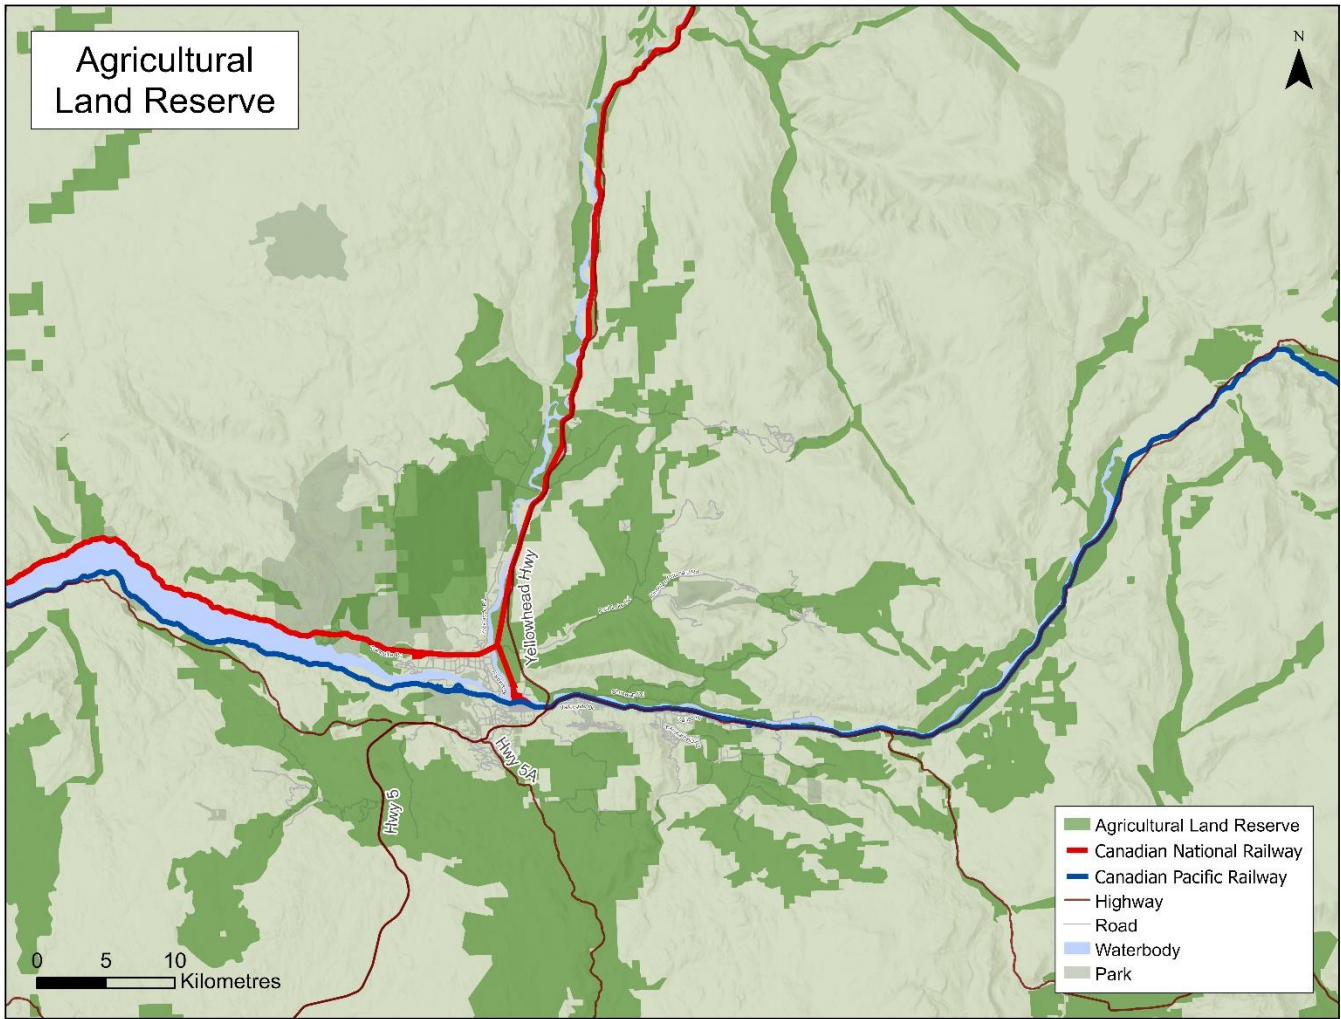 Agricultural
Land Reserve
N
Yellowhead Hwy
Hwy 5A
Hwy 5
0 5 10
Kilometres
Agricultural Land Reserve
Canadian National Railway
Canadian Pacific Railway
Highway
Road
Waterbody
Park